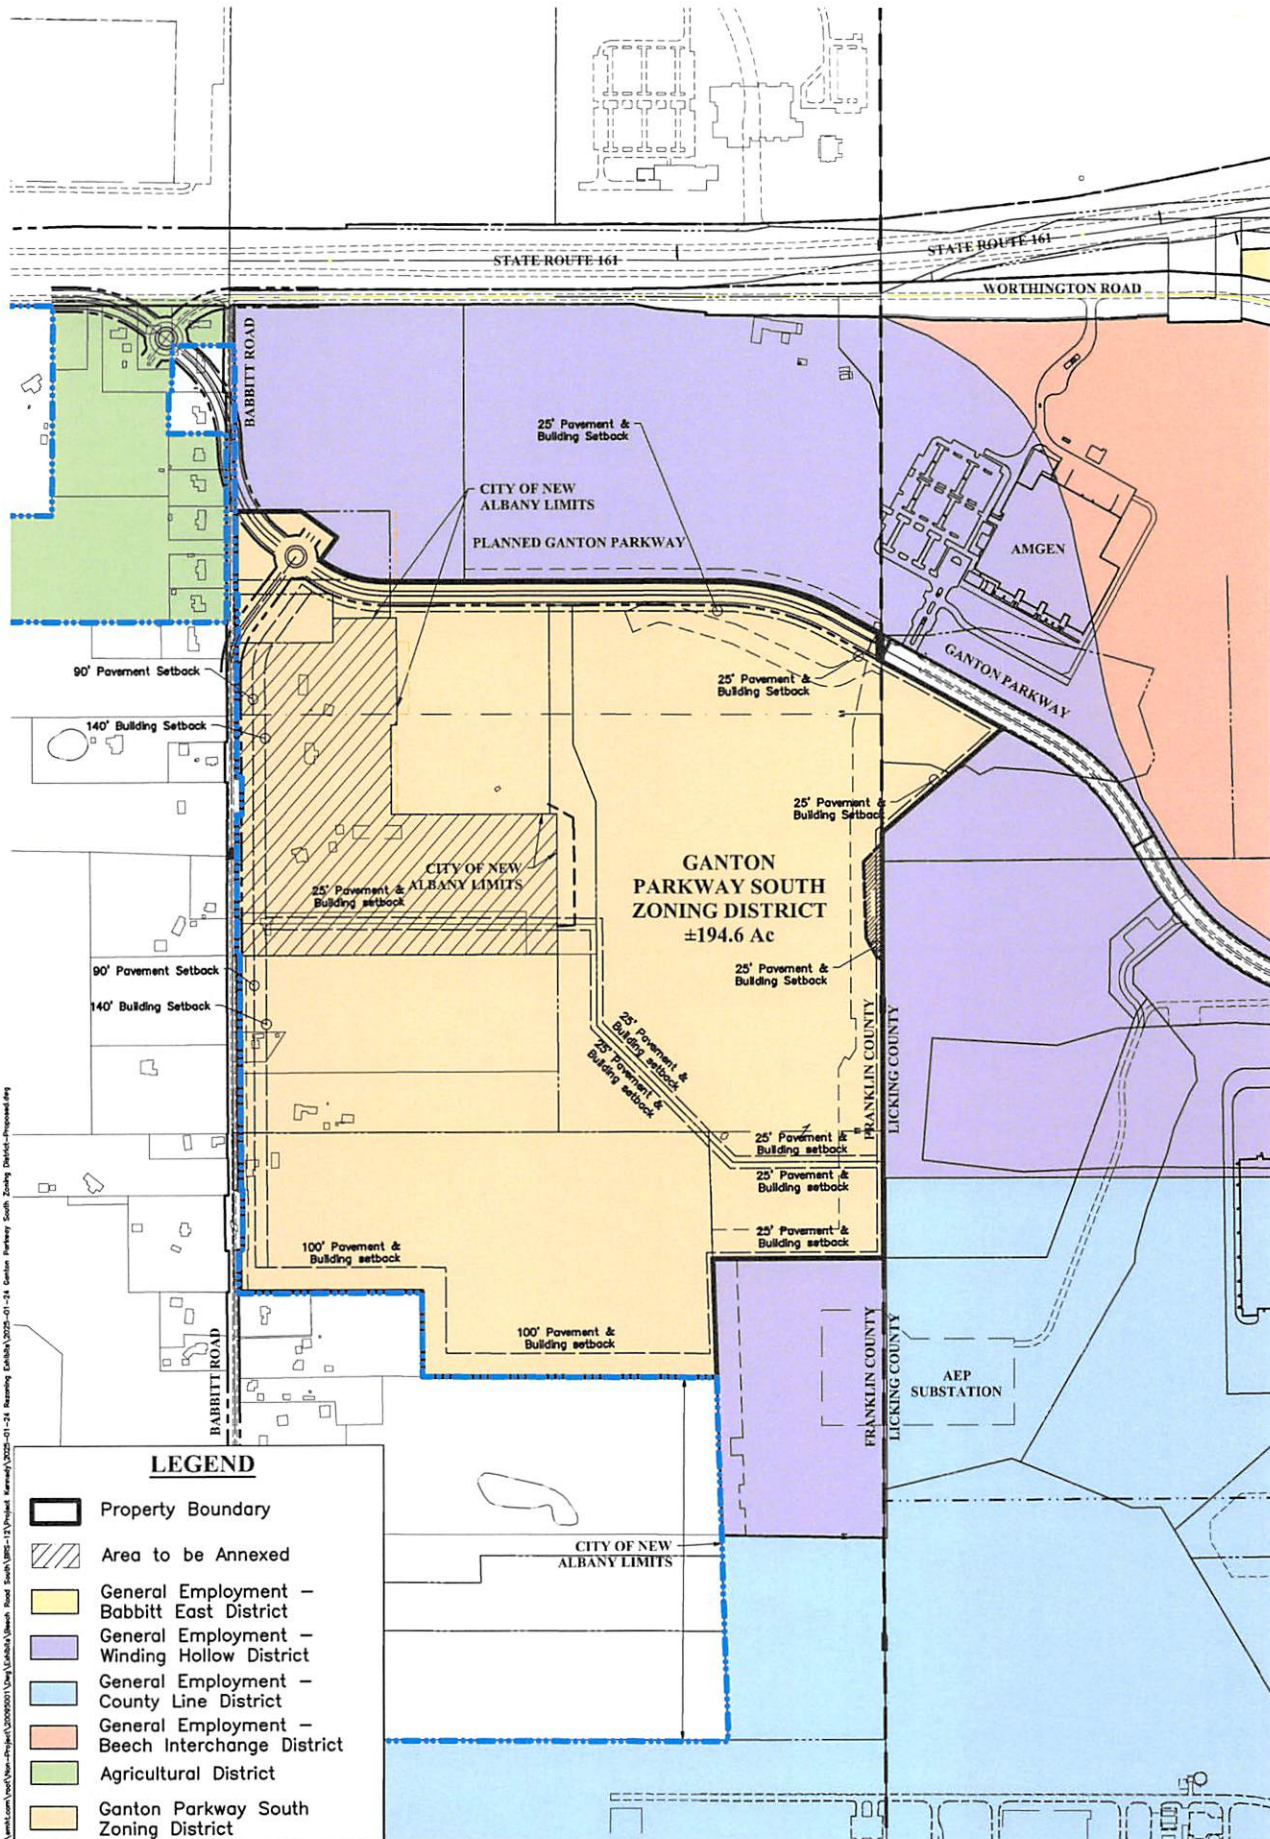 STATE ROUTE 161
STATE ROUTE 161
WORTHINGTON ROAD
BABBITT ROAD
25' Pavement &
Building Setback
CITY OF NEW
ALBANY LIMITS
PLANNED GANTON PARKWAY
AMGEN
GANTON PARKWAY
90' Pavement Setback
25' Pavement &
Building Setback
140' Building Setback
25' Pavement &
Building Setback
CITY OF NEW
ALBANY LIMITS
25' Pavement &
Building setback
GANTON
PARKWAY SOUTH
ZONING DISTRICT
±194.6 Ac
90' Pavement Setback
25' Pavement &
Building Setback
140' Building Setback
25' Pavement &
Building setback
25' Pavement &
Building setback
FRANKLIN COUNTY
LICKING COUNTY
25' Pavement &
Building setback
25' Pavement &
Building setback
25' Pavement &
Building setback
100' Pavement &
Building setback
100' Pavement &
Building setback
BABBITT ROAD
FRANKLIN COUNTY
LICKING COUNTY
AEP
SUBSTATION
CITY OF NEW
ALBANY LIMITS
LEGEND
Property Boundary
Area to be Annexed
General Employment –
Babbitt East District
General Employment –
Winding Hollow District
General Employment –
County Line District
General Employment –
Beech Interchange District
Agricultural District
Ganton Parkway South
Zoning District